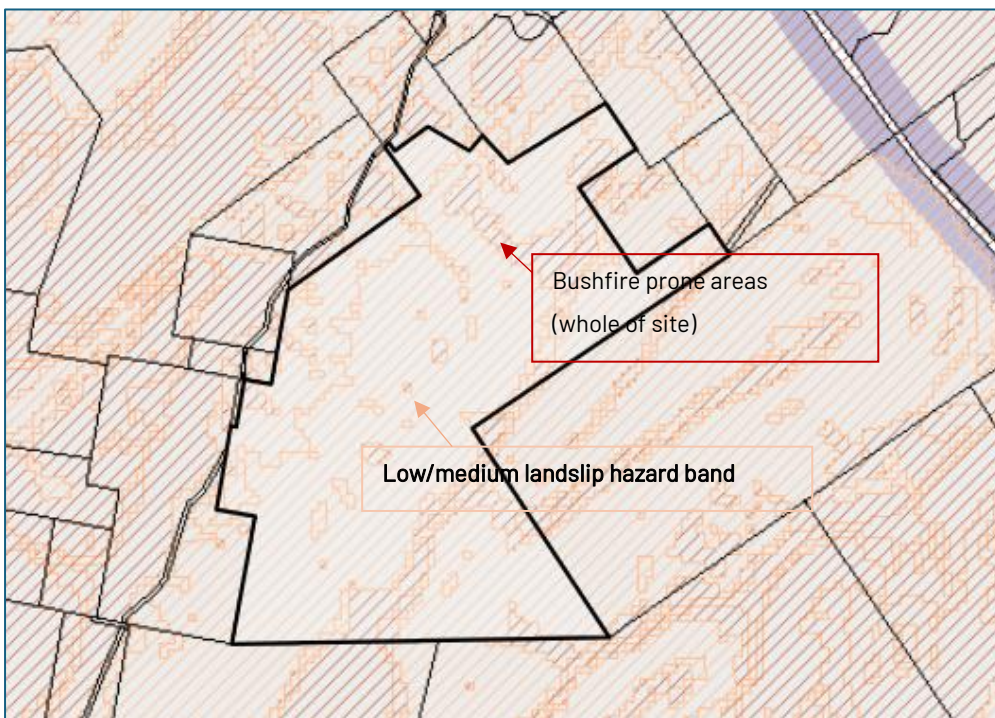 Bushfire prone areas
(whole of site)
Low/medium landslip hazard band